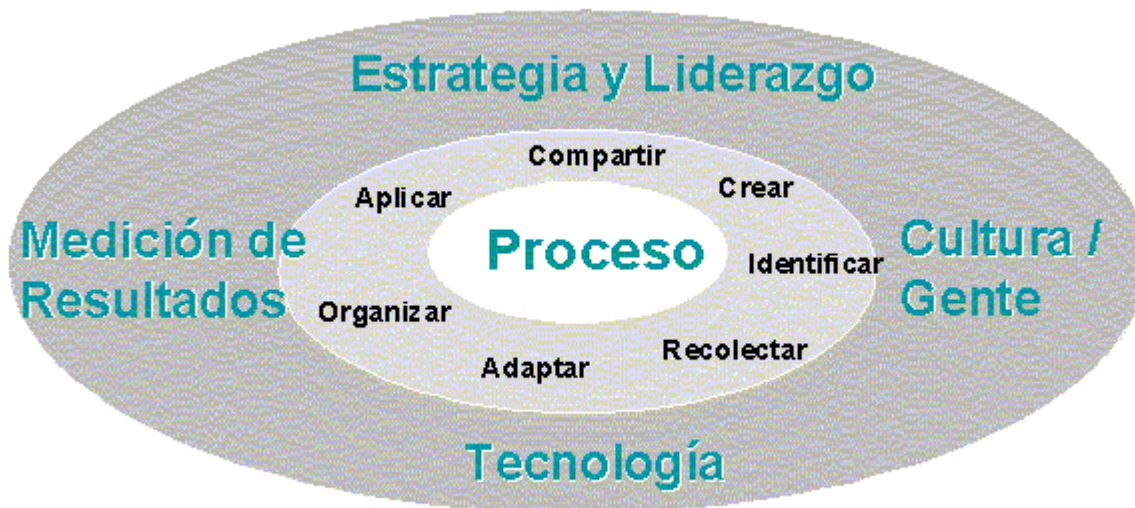 Estrategia y Liderazgo
Compartir
Crear
Aplicar
Medición de
Resultados
Proceso
Identificar
Cultura /
Gente
Organizar
Recolectar
Adaptar
Tecnología